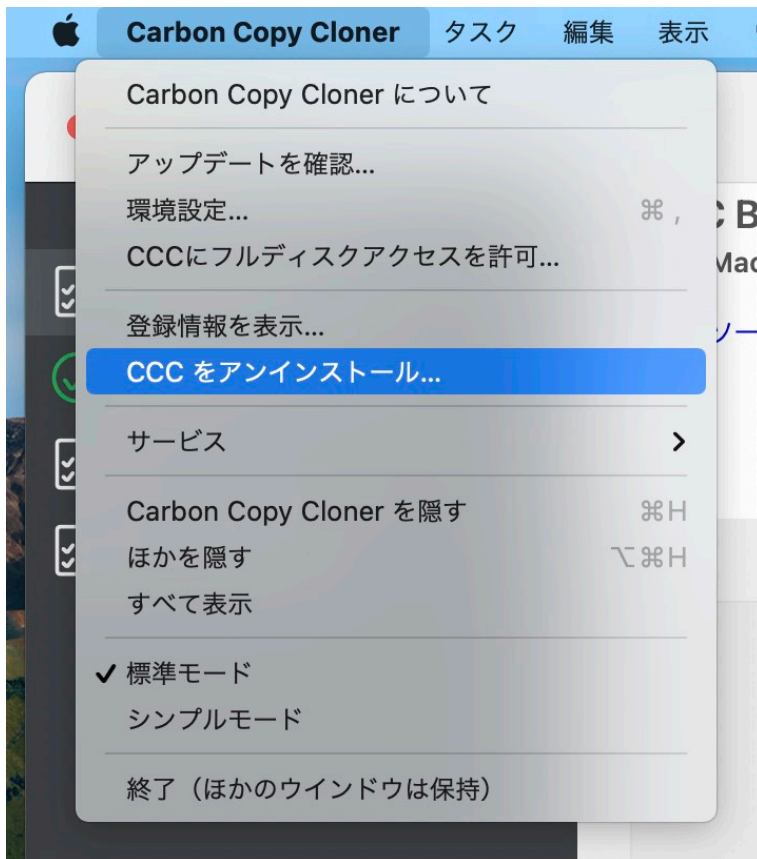 Carbon Copy Cloner タスク 編集 表示
Carbon Copy Cloner について
アップデートを確認...
環境設定... ⌘ ,
CCCにフルディスクアクセスを許可...
登録情報を表示...
CCC をアンインストール...
サービス
Carbon Copy Cloner を隠す ⌘H
ほかを隠す ⌥⌘H
すべて表示
✓ 標準モード
シンプルモード
終了（ほかのウインドウは保持）